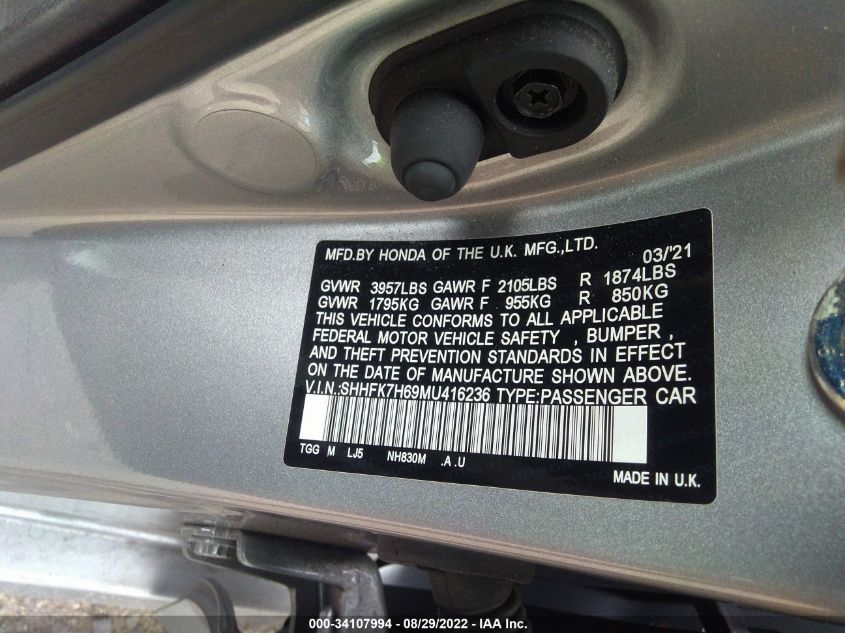 MFD.BY HONDA OF THE U.K. MFG.,LTD. 03/'21
GVWR 3957LBS GAWR F 2105LBS R 1874LBS
GVWR 1795KG GAWR F 955KG R 850KG
THIS VEHICLE CONFORMS TO ALL APPLICABLE
FEDERAL MOTOR VEHICLE SAFETY , BUMPER ,
AND THEFT PREVENTION STANDARDS IN EFFECT
ON THE DATE OF MANUFACTURE SHOWN ABOVE.
V.I.N.:SHHFK7H69MU416236 TYPE:PASSENGER CAR
TGG M LJ5 NH830M .A .U
MADE IN U.K.
000-34107994 | 08/29/2022 - IAA Inc.